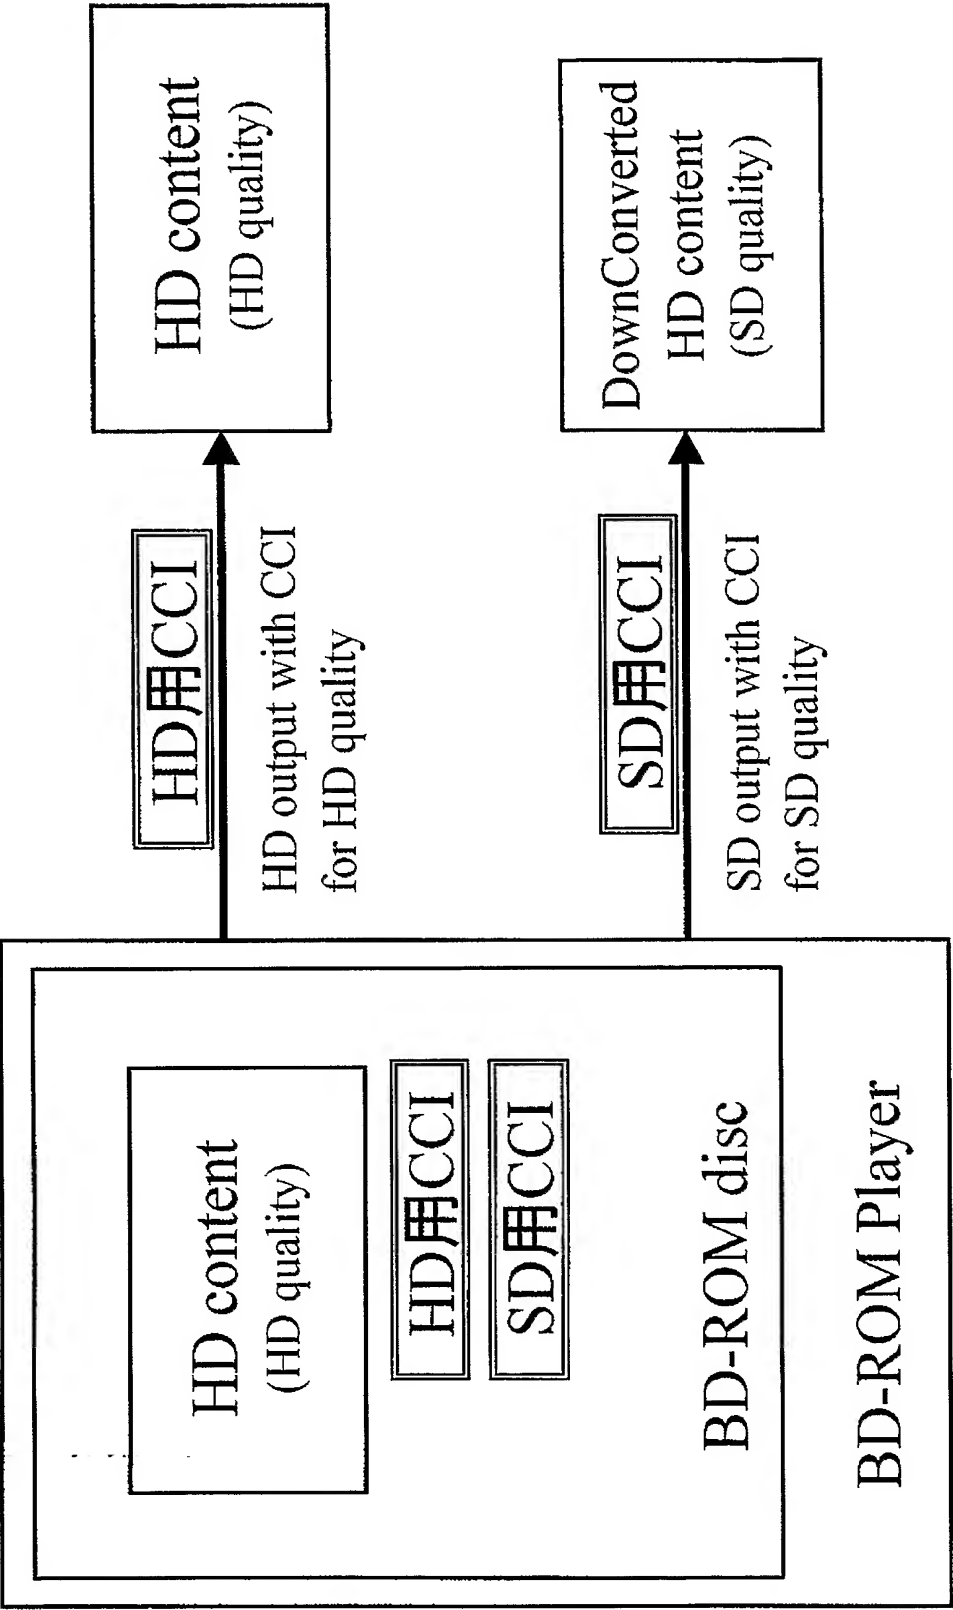 HD content
(HD quality)
HD用CCI
SD用CCI
BD-ROM disc
BD-ROM Player
HD用CCI
HD output with CCI
for HD quality
HD content
(HD quality)
SD用CCI
SD output with CCI
for SD quality
DownConverted
HD content
(SD quality)